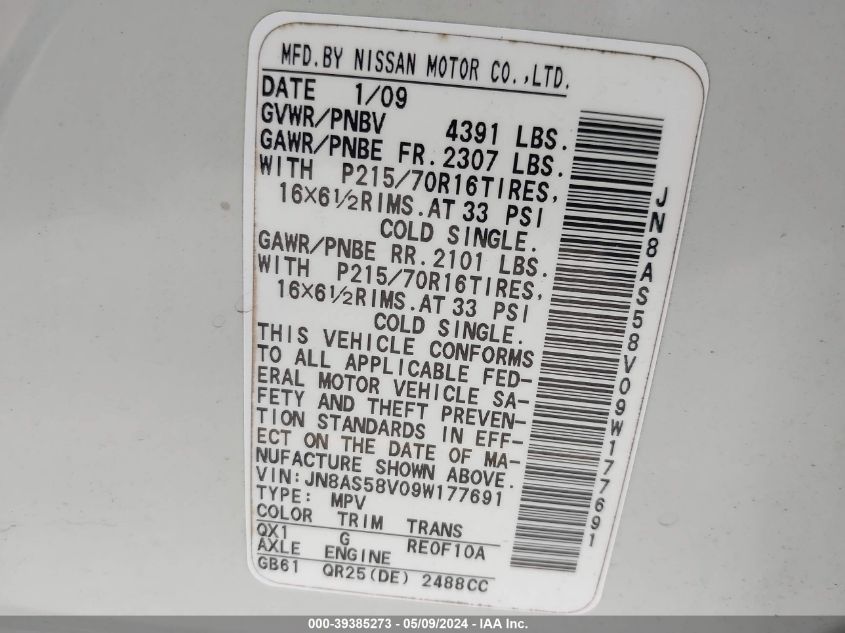 MFD.BY NISSAN MOTOR CO.,LTD.
DATE 1/09
GVWR/PNBV 4391 LBS.
GAWR/PNBE FR. 2307 LBS.
WITH P215/70R16TIRES,
16X6½RIMS.AT 33 PSI
COLD SINGLE.
GAWR/PNBE RR. 2101 LBS.
WITH P215/70R16TIRES,
16X6½RIMS.AT 33 PSI
COLD SINGLE.
THIS VEHICLE CONFORMS
TO ALL APPLICABLE FED-
ERAL MOTOR VEHICLE SA-
FETY AND THEFT PREVEN-
TION STANDARDS IN EFF-
ECT ON THE DATE OF MA-
NUFACTURE SHOWN ABOVE.
VIN:JN8AS58V09W177691
TYPE: MPV
COLOR TRIM TRANS
QX1 G RE0F10A
AXLE ENGINE
GB61 QR25(DE) 2488CC
JN8AS58V09W177691
000-39385273 - 05/09/2024 - IAA Inc.